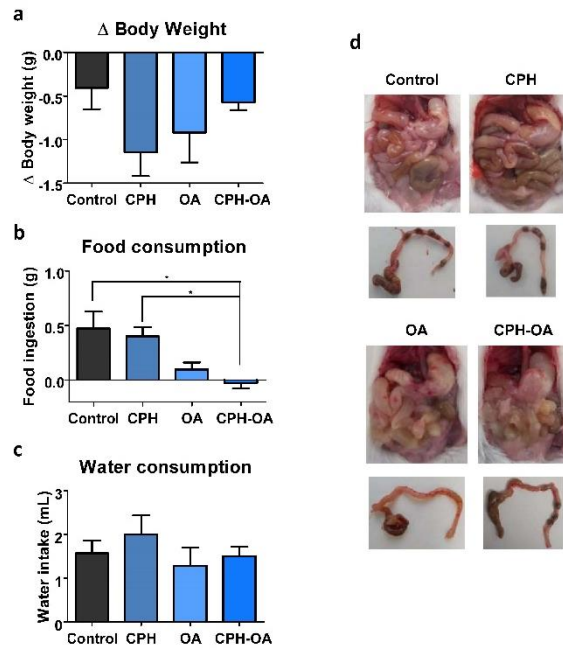 a
Δ Body Weight
Δ Body weight (g)
0.0
-0.5
-1.0
-1.5
Control CPH OA CPH-OA
b
Food consumption
Food ingestion (g)
1.0
0.5
0.0
*
*
Control CPH OA CPH-OA
c
Water consumption
Water intake (mL)
3
2
1
0
Control CPH OA CPH-OA
d
Control CPH
OA CPH-OA